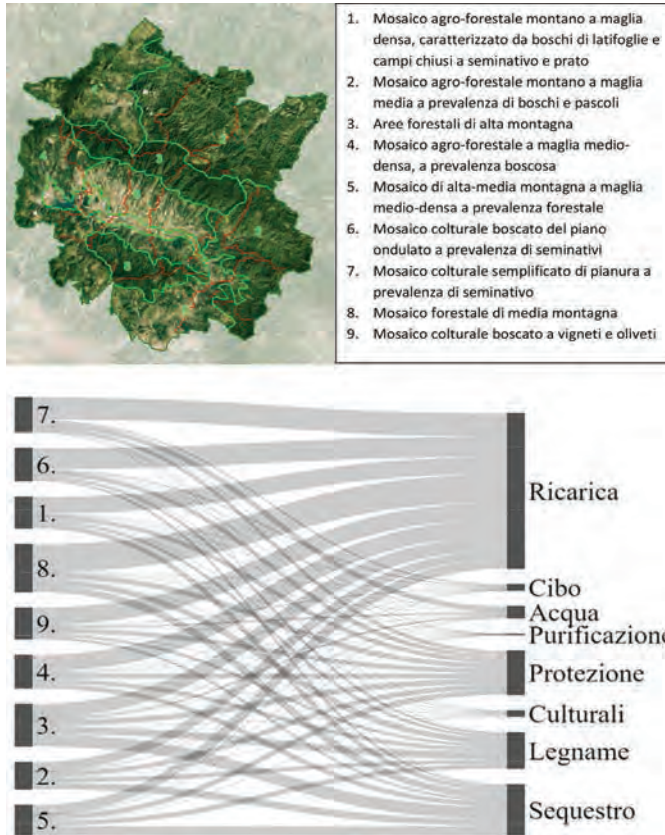 1. Mosaico agro-forestale montano a maglia
densa, caratterizzato da boschi di latifoglie e
campi chiusi a seminativo e prato
2. Mosaico agro-forestale montano a maglia
media a prevalenza di boschi e pascoli
3. Aree forestali di alta montagna
4. Mosaico agro-forestale a maglia medio-
densa, a prevalenza boscosa
5. Mosaico di alta-media montagna a maglia
medio-densa a prevalenza forestale
6. Mosaico colturale boscato del piano
ondulato a prevalenza di seminativi
7. Mosaico colturale semplificato di pianura a
prevalenza di seminativo
8. Mosaico forestale di media montagna
9. Mosaico colturale boscato a vigneti e oliveti
7.
6.
1.
8.
9.
4.
3.
2.
5.
Ricarica
Cibo
Acqua
Purificazione
Protezione
Culturali
Legname
Sequestro